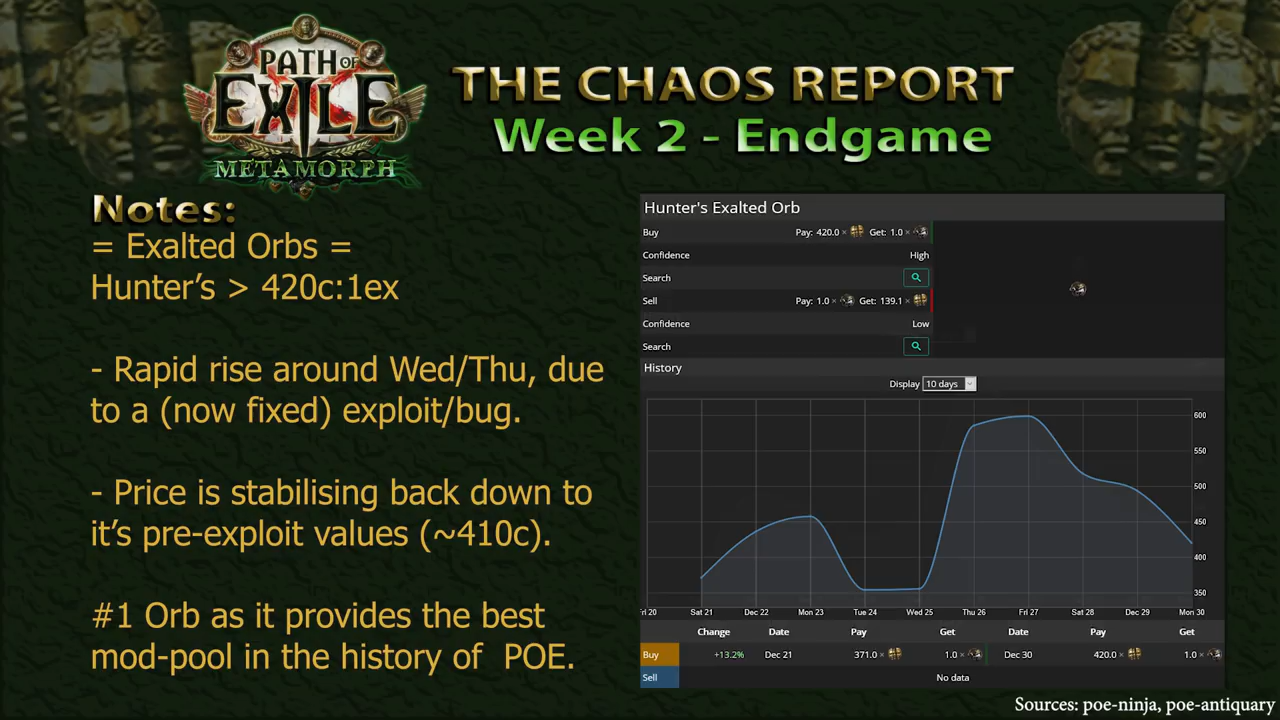 PATH OF
EXILE
METAMORPH
THE CHAOS REPORT
Week 2 - Endgame
Notes:
= Exalted Orbs =
Hunter's > 420c:1ex
- Rapid rise around Wed/Thu, due
to a (now fixed) exploit/bug.
- Price is stabilising back down to
it's pre-exploit values (~410c).
#1 Orb as it provides the best
mod-pool in the history of POE.
Hunter's Exalted Orb
Buy Pay: 420.0 × Get: 1.0 ×
Confidence High
Search
Sell Pay: 1.0 × Get: 139.1 ×
Confidence Low
Search
History
Display 10 days
600
550
500
450
400
350
Fri 20 Sat 21 Dec 22 Mon 23 Tue 24 Wed 25 Thu 26 Fri 27 Sat 28 Dec 29 Mon 30
Change Date Pay Get Date Pay Get
Buy +13.2% Dec 21 371.0 × 1.0 × Dec 30 420.0 × 1.0 ×
Sell No data
Sources: poe-ninja, poe-antiquary